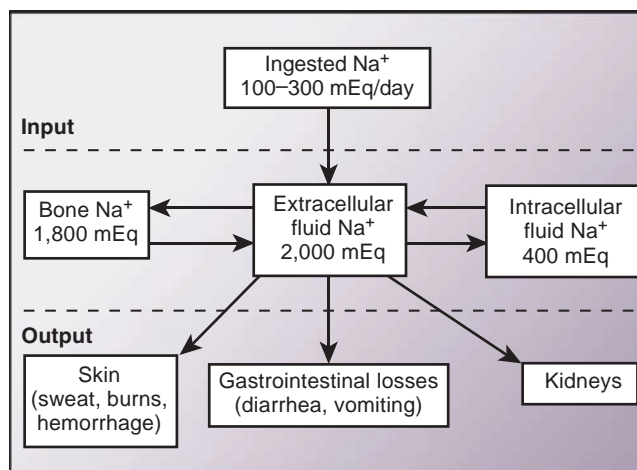 Ingested Na⁺
100–300 mEq/day
Input
Bone Na⁺
1,800 mEq
Extracellular
fluid Na⁺
2,000 mEq
Intracellular
fluid Na⁺
400 mEq
Output
Skin
(sweat, burns,
hemorrhage)
Gastrointestinal losses
(diarrhea, vomiting)
Kidneys